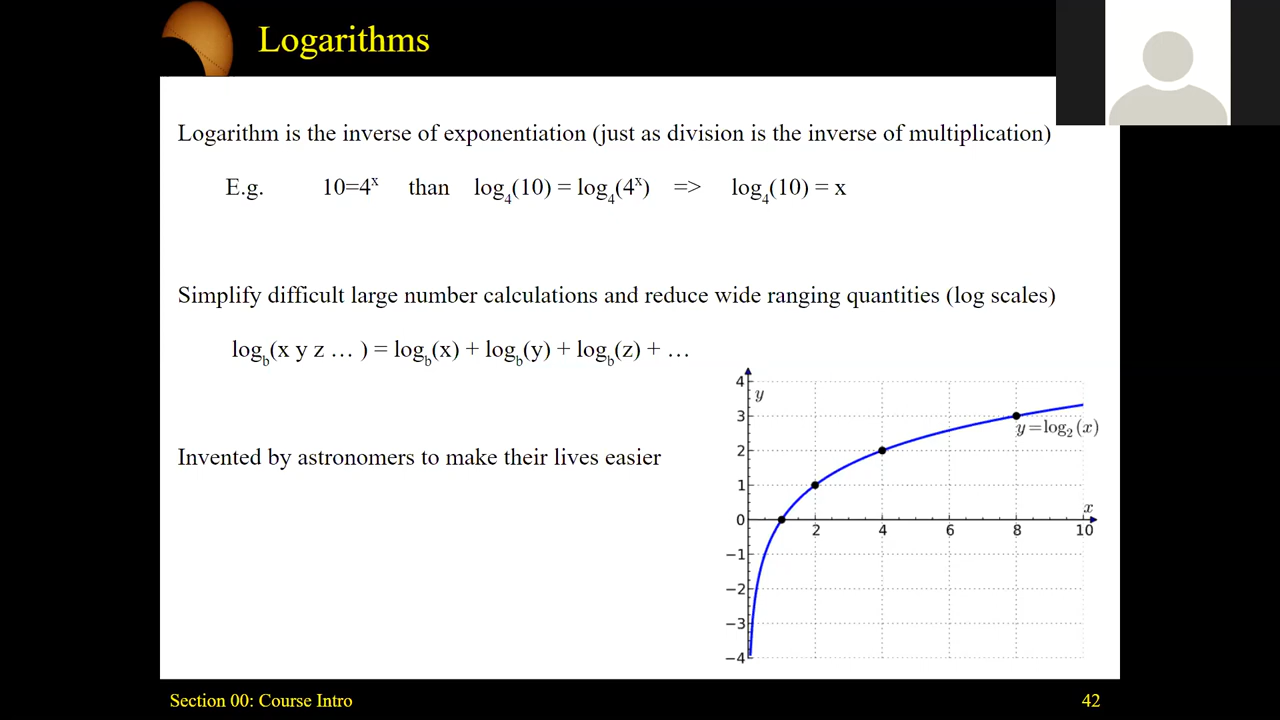 Logarithms
Logarithm is the inverse of exponentiation (just as division is the inverse of multiplication)
E.g. 10=4ˣ than log₄(10) = log₄(4ˣ) => log₄(10) = x
Simplify difficult large number calculations and reduce wide ranging quantities (log scales)
log_b(x y z … ) = log_b(x) + log_b(y) + log_b(z) + …
Invented by astronomers to make their lives easier
4
y
3
y=log₂(x)
2
1
x
0
2 4 6 8 10
−1
−2
−3
−4
Section 00: Course Intro
42